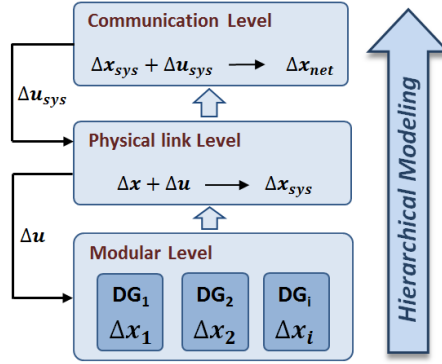 Communication Level
Δx_sys + Δu_sys → Δx_net
Δu_sys
Physical link Level
Δx + Δu → Δx_sys
Δu
Modular Level
DG₁ DG₂ DGᵢ
Δx₁ Δx₂ Δxᵢ
Hierarchical Modeling